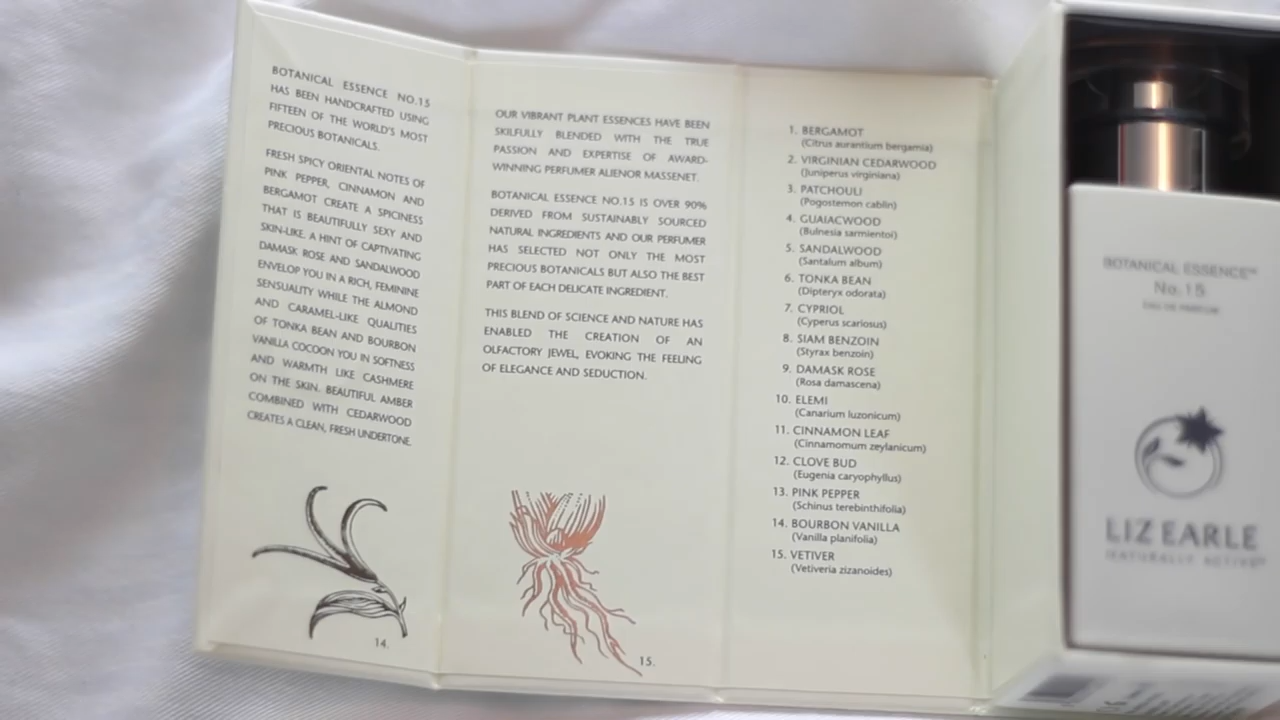 BOTANICAL ESSENCE NO.15
HAS BEEN HANDCRAFTED USING
FIFTEEN OF THE WORLD'S MOST
PRECIOUS BOTANICALS.
FRESH SPICY ORIENTAL NOTES OF
PINK PEPPER, CINNAMON AND
BERGAMOT CREATE A SPICINESS
THAT IS BEAUTIFULLY SEXY AND
SKIN-LIKE. A HINT OF CAPTIVATING
DAMASK ROSE AND SANDALWOOD
ENVELOP YOU IN A RICH, FEMININE
SENSUALITY WHILE THE ALMOND
AND CARAMEL-LIKE QUALITIES
OF TONKA BEAN AND BOURBON
VANILLA COCOON YOU IN SOFTNESS
AND WARMTH LIKE CASHMERE
ON THE SKIN. BEAUTIFUL AMBER
COMBINED WITH CEDARWOOD
CREATES A CLEAN, FRESH UNDERTONE.
14.
OUR VIBRANT PLANT ESSENCES HAVE BEEN
SKILFULLY BLENDED WITH THE TRUE
PASSION AND EXPERTISE OF AWARD-
WINNING PERFUMER ALIENOR MASSENET.
BOTANICAL ESSENCE NO.15 IS OVER 90%
DERIVED FROM SUSTAINABLY SOURCED
NATURAL INGREDIENTS AND OUR PERFUMER
HAS SELECTED NOT ONLY THE MOST
PRECIOUS BOTANICALS BUT ALSO THE BEST
PART OF EACH DELICATE INGREDIENT.
THIS BLEND OF SCIENCE AND NATURE HAS
ENABLED THE CREATION OF AN
OLFACTORY JEWEL, EVOKING THE FEELING
OF ELEGANCE AND SEDUCTION.
15.
1. BERGAMOT
(Citrus aurantium bergamia)
2. VIRGINIAN CEDARWOOD
(Juniperus virginiana)
3. PATCHOULI
(Pogostemon cablin)
4. GUAIACWOOD
(Bulnesia sarmientoi)
5. SANDALWOOD
(Santalum album)
6. TONKA BEAN
(Dipteryx odorata)
7. CYPRIOL
(Cyperus scariosus)
8. SIAM BENZOIN
(Styrax benzoin)
9. DAMASK ROSE
(Rosa damascena)
10. ELEMI
(Canarium luzonicum)
11. CINNAMON LEAF
(Cinnamomum zeylanicum)
12. CLOVE BUD
(Eugenia caryophyllus)
13. PINK PEPPER
(Schinus terebinthifolia)
14. BOURBON VANILLA
(Vanilla planifolia)
15. VETIVER
(Vetiveria zizanoides)
BOTANICAL ESSENCE™
No.15
EAU DE PARFUM
LIZ EARLE
NATURALLY ACTIVE